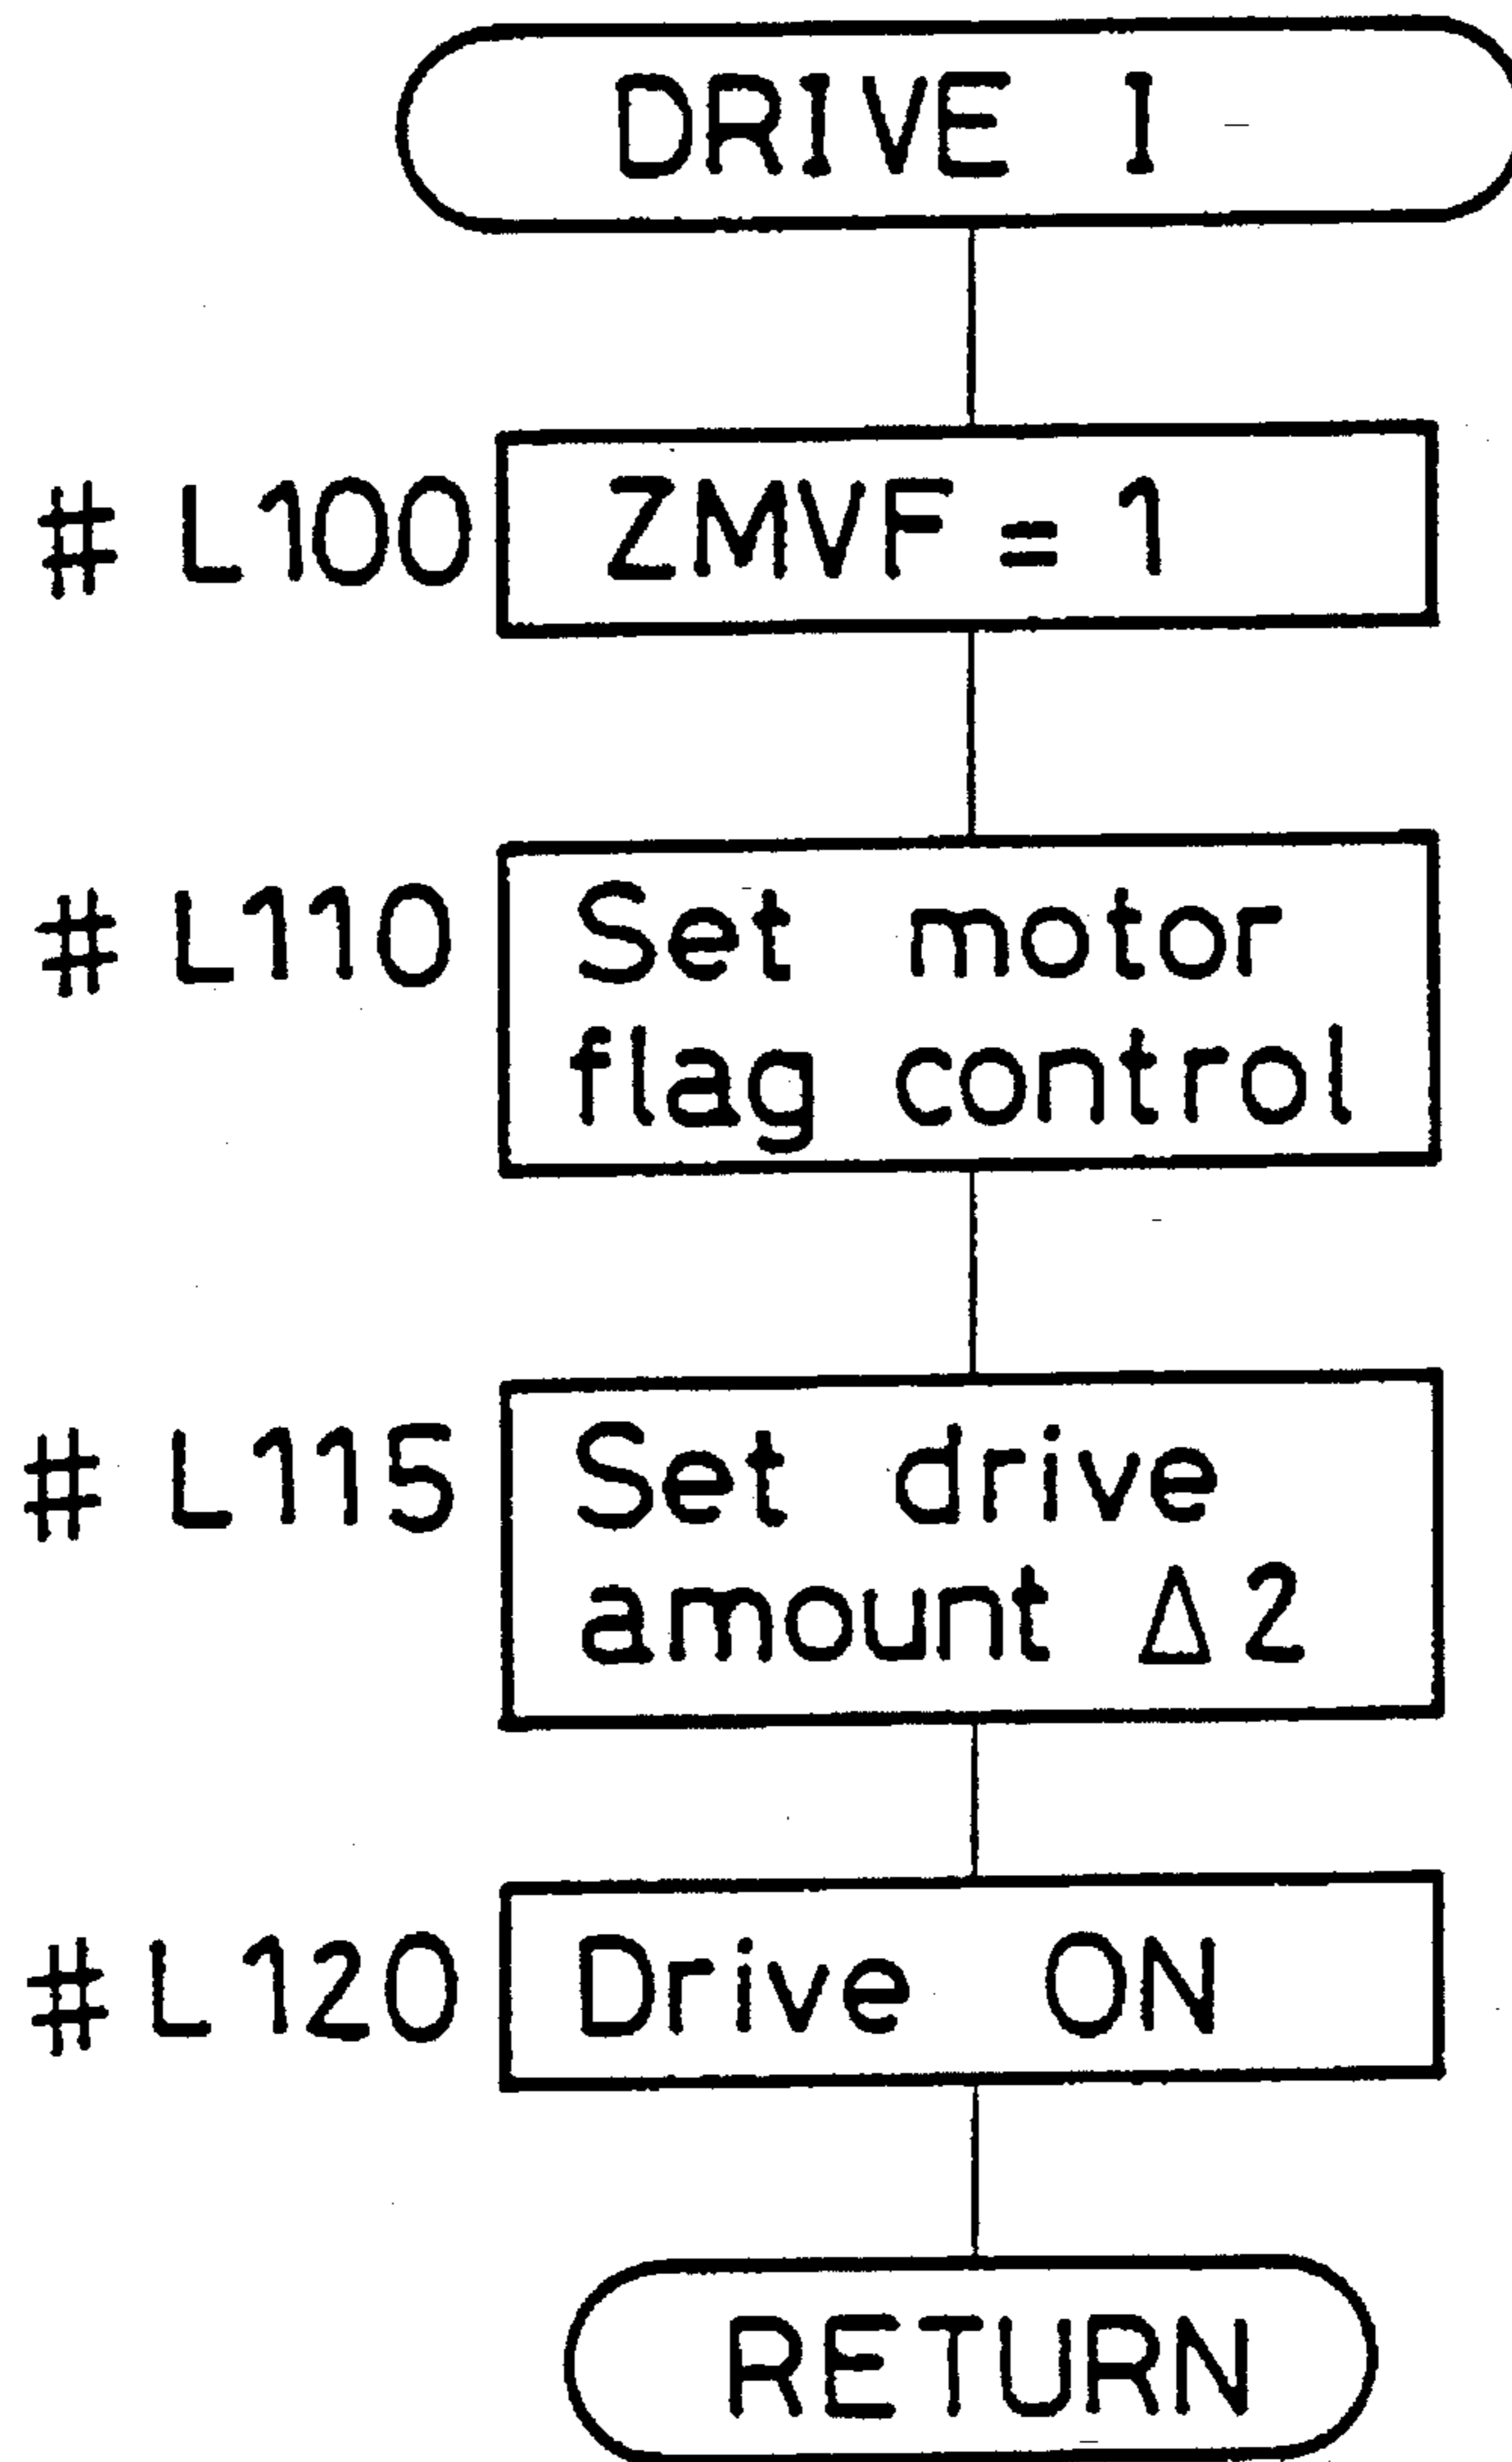 DRIVE I
# L100 ZMVF = 1
# L110 Set motor
flag control
# L115 Set drive
amount Δ2
# L120 Drive ON
RETURN